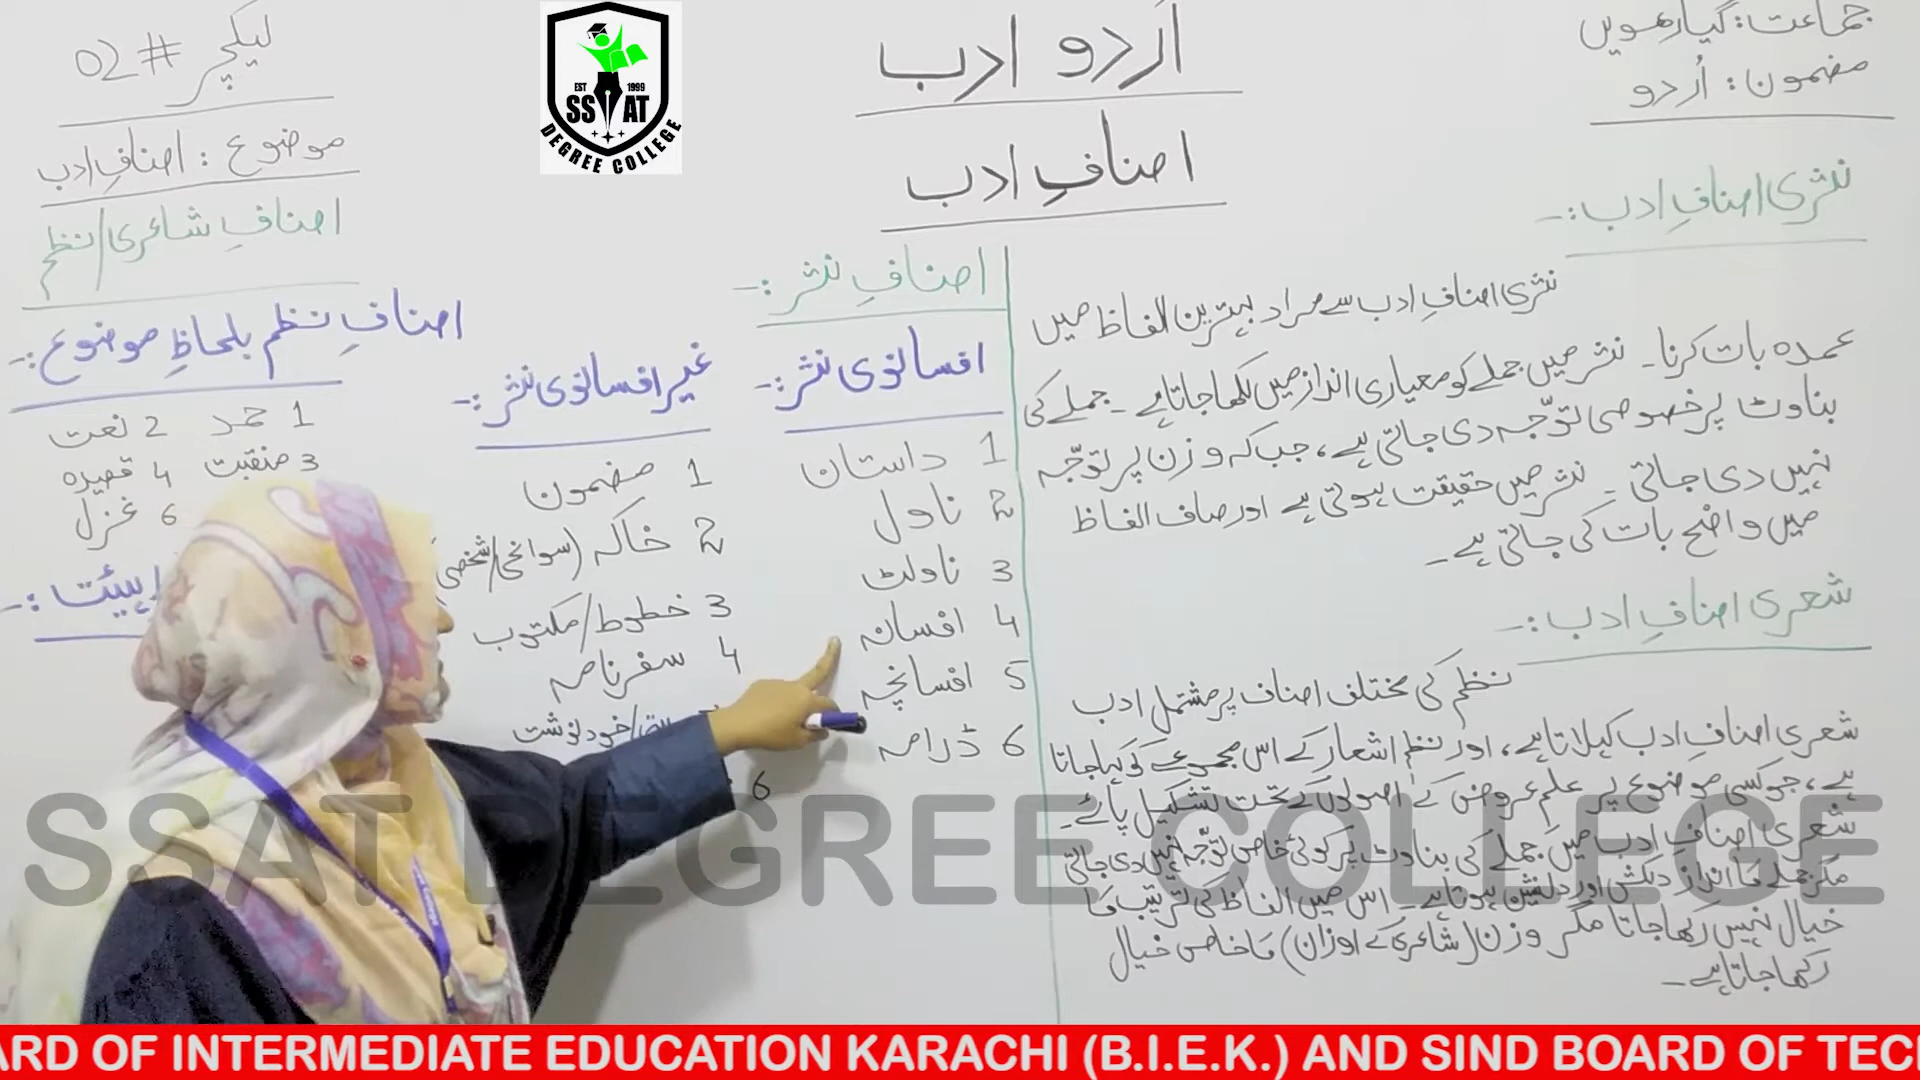 جماعت: گیارھویں
مضمون: اُردو
اُردو ادب
اصنافِ ادب
لیکچر # 02
موضوع: اصنافِ ادب
EST 1999
SSAT
DEGREE COLLEGE
نثری اصنافِ ادب:-
نثری اصنافِ ادب سے مراد بہترین الفاظ میں
عمدہ بات کرنا۔ نثر میں جملے کو معیاری انداز میں لکھا جاتا ہے۔ جملے کی
بناوٹ پر خصوصی توجّہ دی جاتی ہے، جب کہ وزن پر توجّہ
نہیں دی جاتی۔ نثر میں حقیقت ہوتی ہے اور صاف الفاظ
میں واضح بات کی جاتی ہے۔
شعری اصنافِ ادب:-
نظم کی مختلف اصناف پر مشتمل ادب
شعری اصنافِ ادب کہلاتا ہے، اور نظم اشعار کے اس مجموعے کو کہا جاتا
ہے، جو کسی موضوع پر علمِ عروض کے اصولوں کے تحت تشکیل پائے۔
شعری اصنافِ ادب میں جملے کی بناوٹ پر کوئی خاص توجّہ نہیں دی جاتی
مگر جملے کا انداز دلکش اور دلنشین ہوتا ہے۔ اس میں الفاظ کی ترتیب کا
خیال نہیں رکھا جاتا مگر وزن (شاعری کے اوزان) کا خاص خیال
رکھا جاتا ہے۔
اصنافِ نثر:-
افسانوی نثر:-
1 داستان
2 ناول
3 ناولٹ
4 افسانہ
5 افسانچہ
6 ڈرامہ
غیر افسانوی نثر:-
1 مضمون
2 خاکہ (سوانحی/شخصی
3 خطوط/مکتوب
4 سفرنامہ
/خودنوشت
6
اصنافِ شاعری/نظم
اصنافِ نظم بلحاظِ موضوع:-
1 حمد 2 نعت
3 منقبت 4 قصیدہ
6 غزل
ہیئت:-
SSAT DEGREE COLLEGE
ARD OF INTERMEDIATE EDUCATION KARACHI (B.I.E.K.) AND SIND BOARD OF TEC